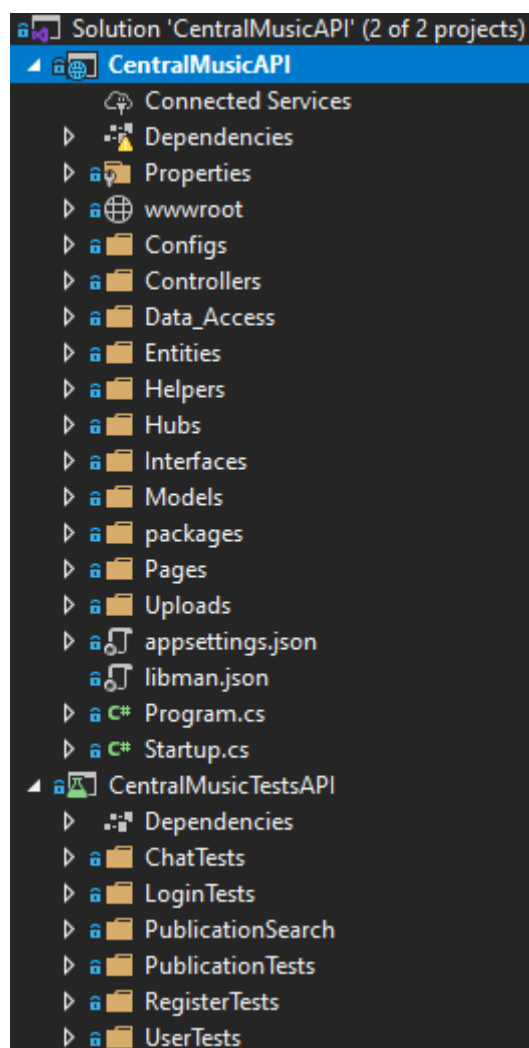 Solution 'CentralMusicAPI' (2 of 2 projects)
CentralMusicAPI
Connected Services
Dependencies
Properties
wwwroot
Configs
Controllers
Data_Access
Entities
Helpers
Hubs
Interfaces
Models
packages
Pages
Uploads
appsettings.json
libman.json
C# Program.cs
C# Startup.cs
CentralMusicTestsAPI
Dependencies
ChatTests
LoginTests
PublicationSearch
PublicationTests
RegisterTests
UserTests